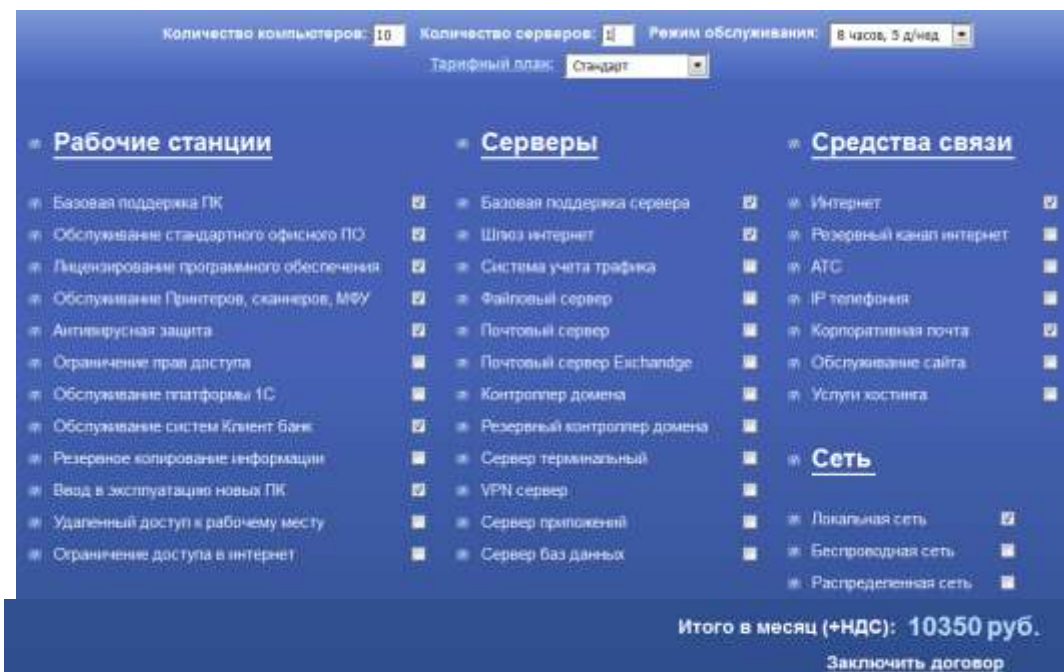 Количество компьютеров: 10 Количество серверов: 1 Режим обслуживания: 8 часов, 5 д/нед
Тарифный план: Стандарт
Рабочие станции
Базовая поддержка ПК
Обслуживание стандартного офисного ПО
Лицензирование программного обеспечения
Обслуживание Принтеров, сканнеров, МФУ
Антивирусная защита
Ограничение прав доступа
Обслуживание платформы 1С
Обслуживание систем Клиент банк
Резервное копирование информации
Ввод в эксплуатацию новых ПК
Удаленный доступ к рабочему месту
Ограничение доступа в интернет
Серверы
Базовая поддержка сервера
Шлюз интернет
Система учета трафика
Файловый сервер
Почтовый сервер
Почтовый сервер Exchandge
Контроллер домена
Резервный контроллер домена
Сервер терминальный
VPN сервер
Сервер приложений
Сервер баз данных
Средства связи
Интернет
Резервный канал интернет
АТС
IP телефония
Корпоративная почта
Обслуживание сайта
Услуги хостинга
Сеть
Локальная сеть
Беспроводная сеть
Распределенная сеть
Итого в месяц (+НДС): 10350 руб.
Заключить договор